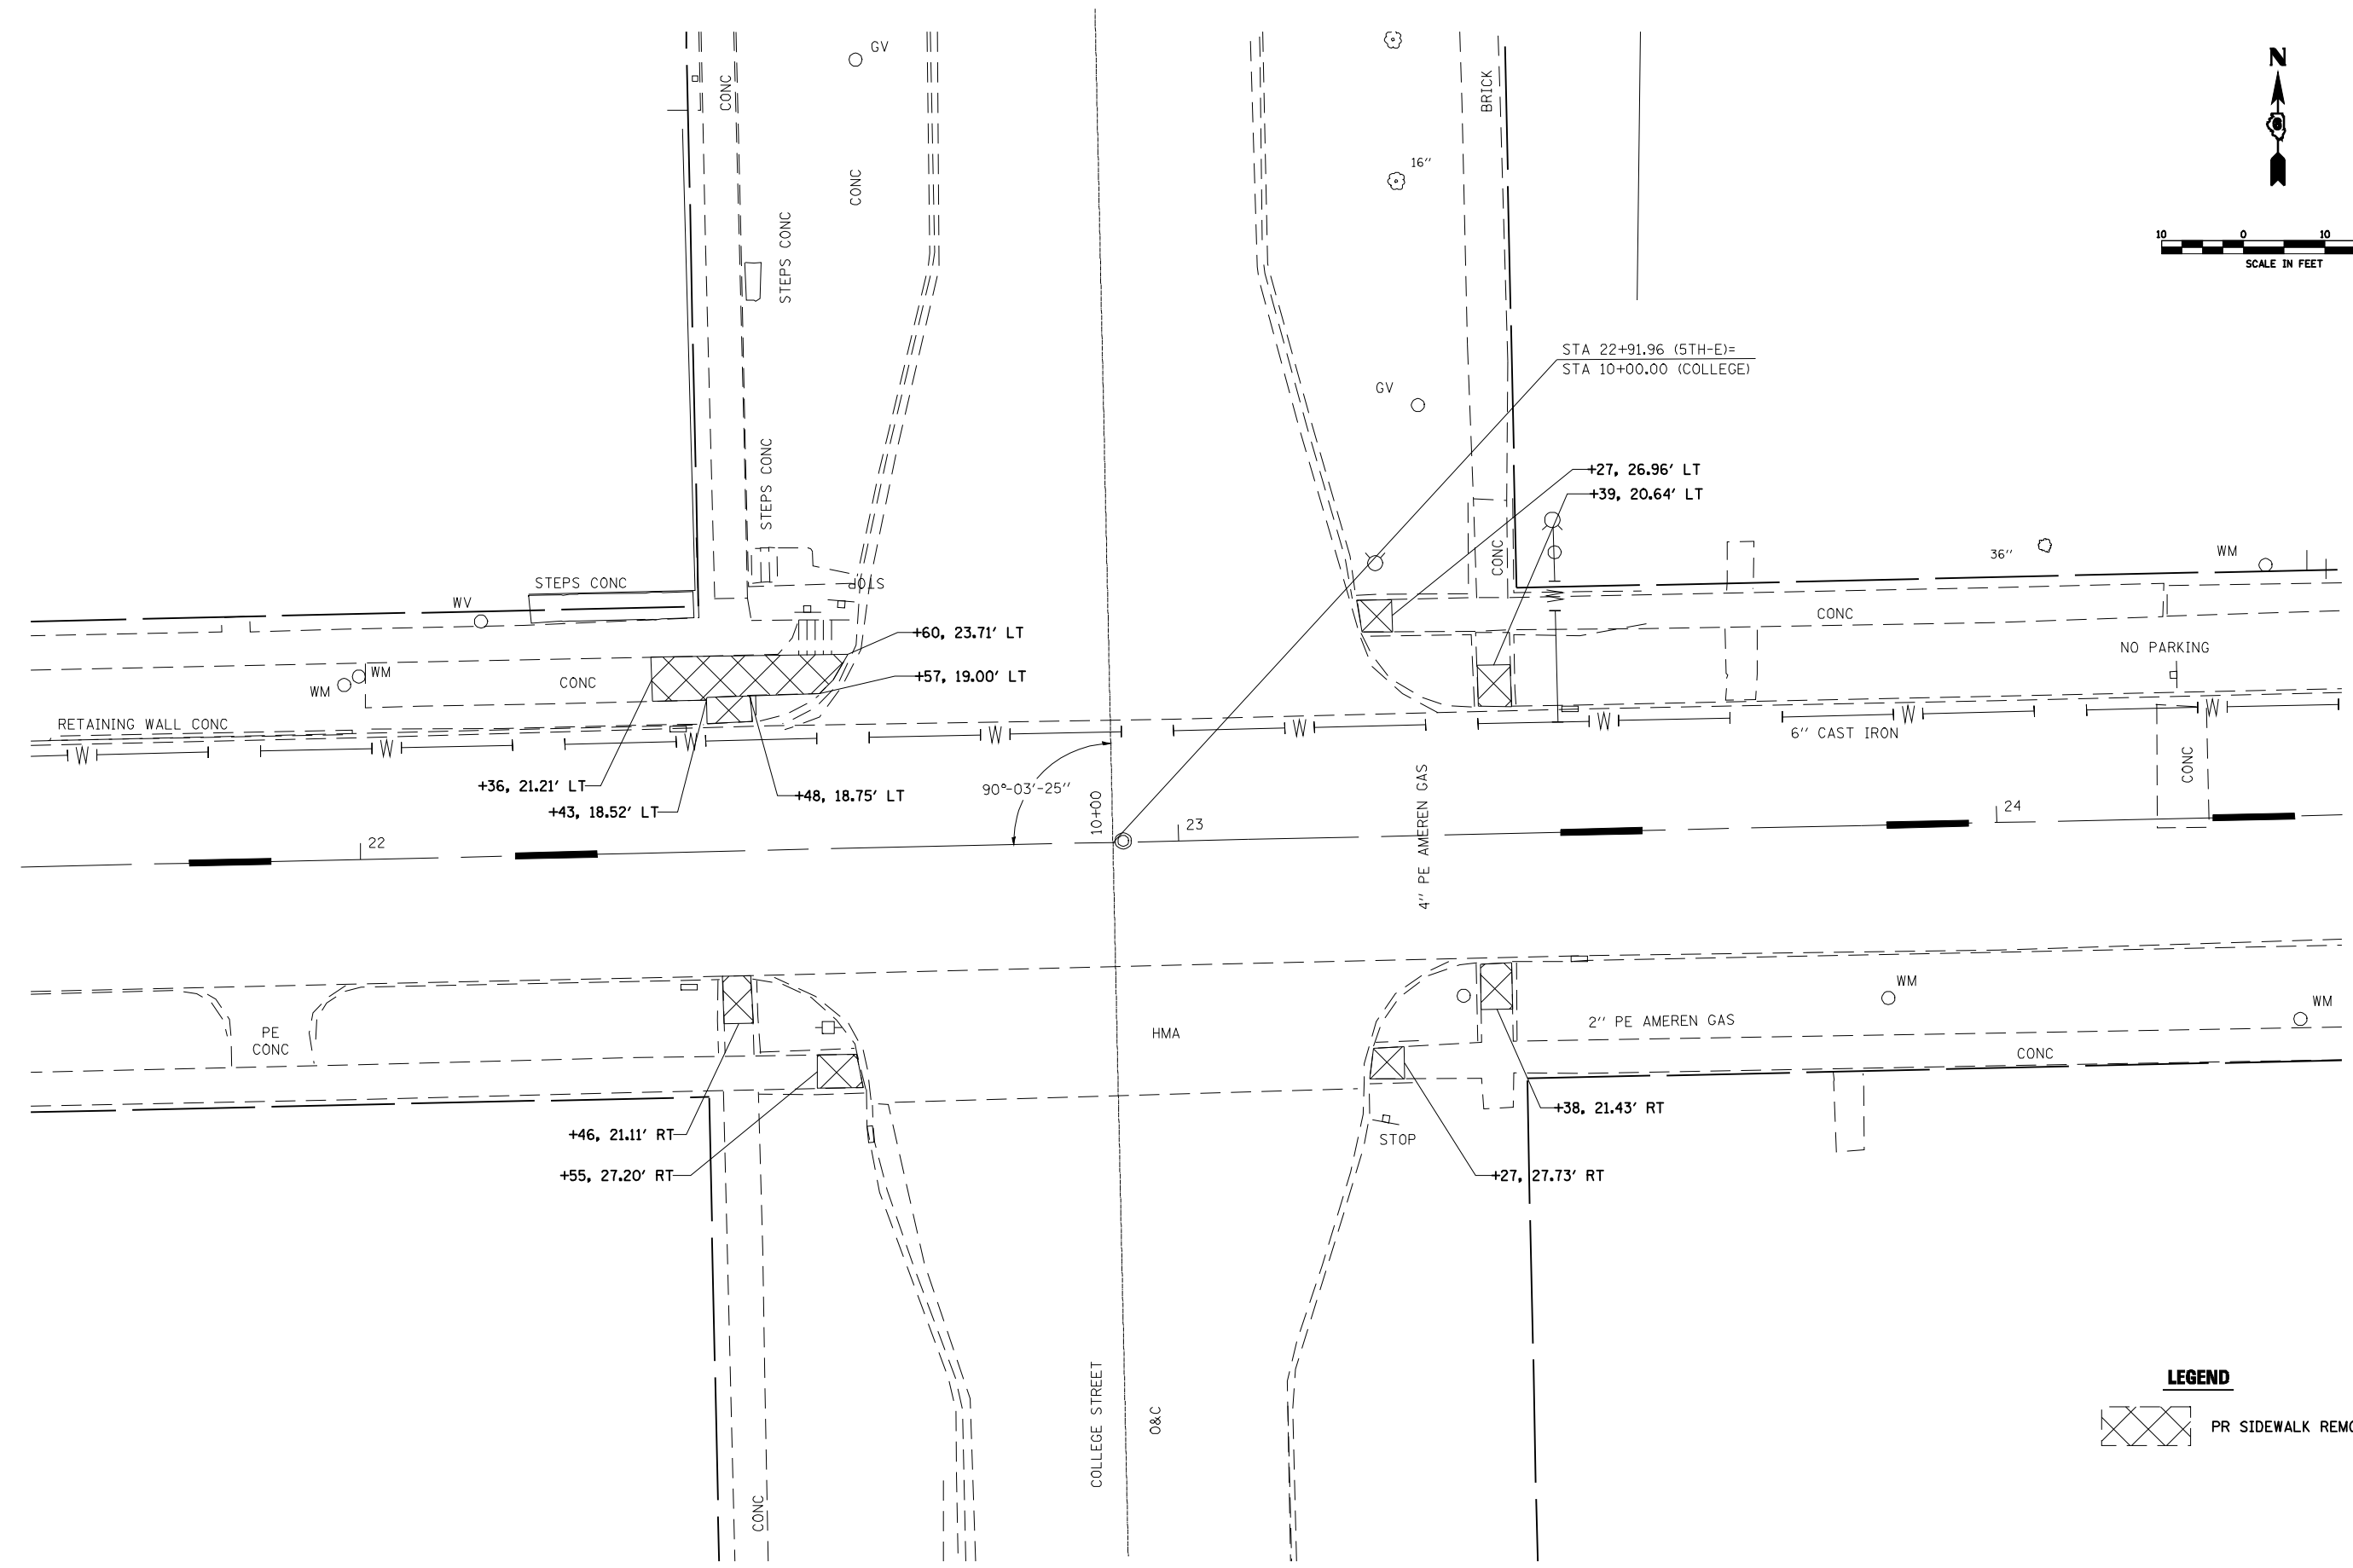 GV
N
6
CONC
BRICK
16"
CONC
STEPS CONC
10 0 10
SCALE IN FEET
STA 22+91.96 (5TH-E)=
STA 10+00.00 (COLLEGE)
GV
STEPS CONC
+27, 26.96' LT
+39, 20.64' LT
CONC
36"
WM
STEPS CONC
STOP
WV
CONC
+60, 23.71' LT
NO PARKING
WM
WM
CONC
+57, 19.00' LT
RETAINING WALL CONC
W W W W W W W W
6" CAST IRON
CONC
+36, 21.21' LT
+48, 18.75' LT
+43, 18.52' LT
90°-03'-25"
10+00
4" PE AMEREN GAS
22
23
24
WM
WM
PE
CONC
HMA
2" PE AMEREN GAS
CONC
+46, 21.11' RT
+38, 21.43' RT
STOP
+55, 27.20' RT
+27, 27.73' RT
COLLEGE STREET
O&C
CONC
LEGEND
PR SIDEWALK REMO